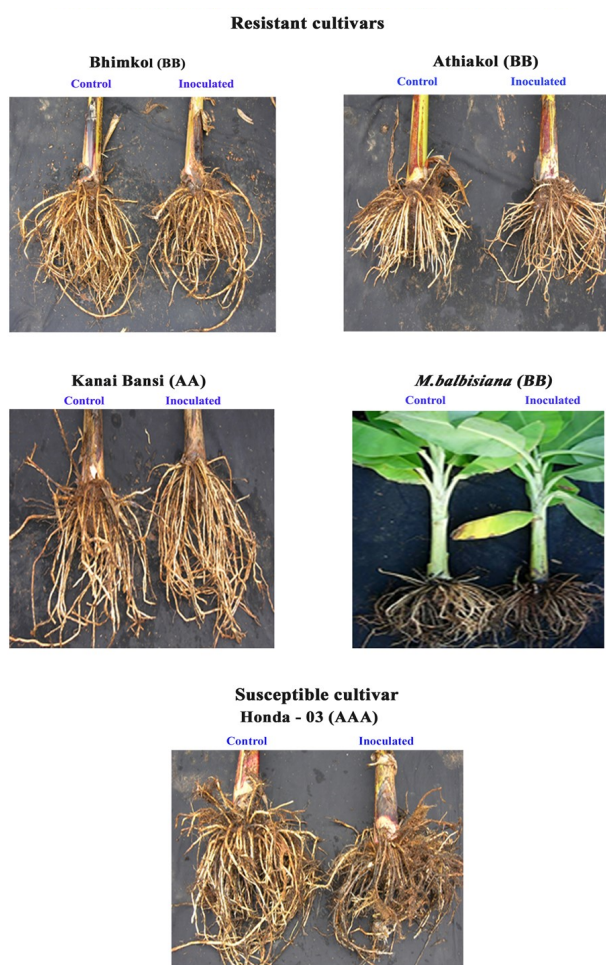 Resistant cultivars
Bhimkol (BB)
Control Inoculated
Athiakol (BB)
Control Inoculated
Kanai Bansi (AA)
Control Inoculated
M.balbisiana (BB)
Control Inoculated
Susceptible cultivar
Honda - 03 (AAA)
Control Inoculated